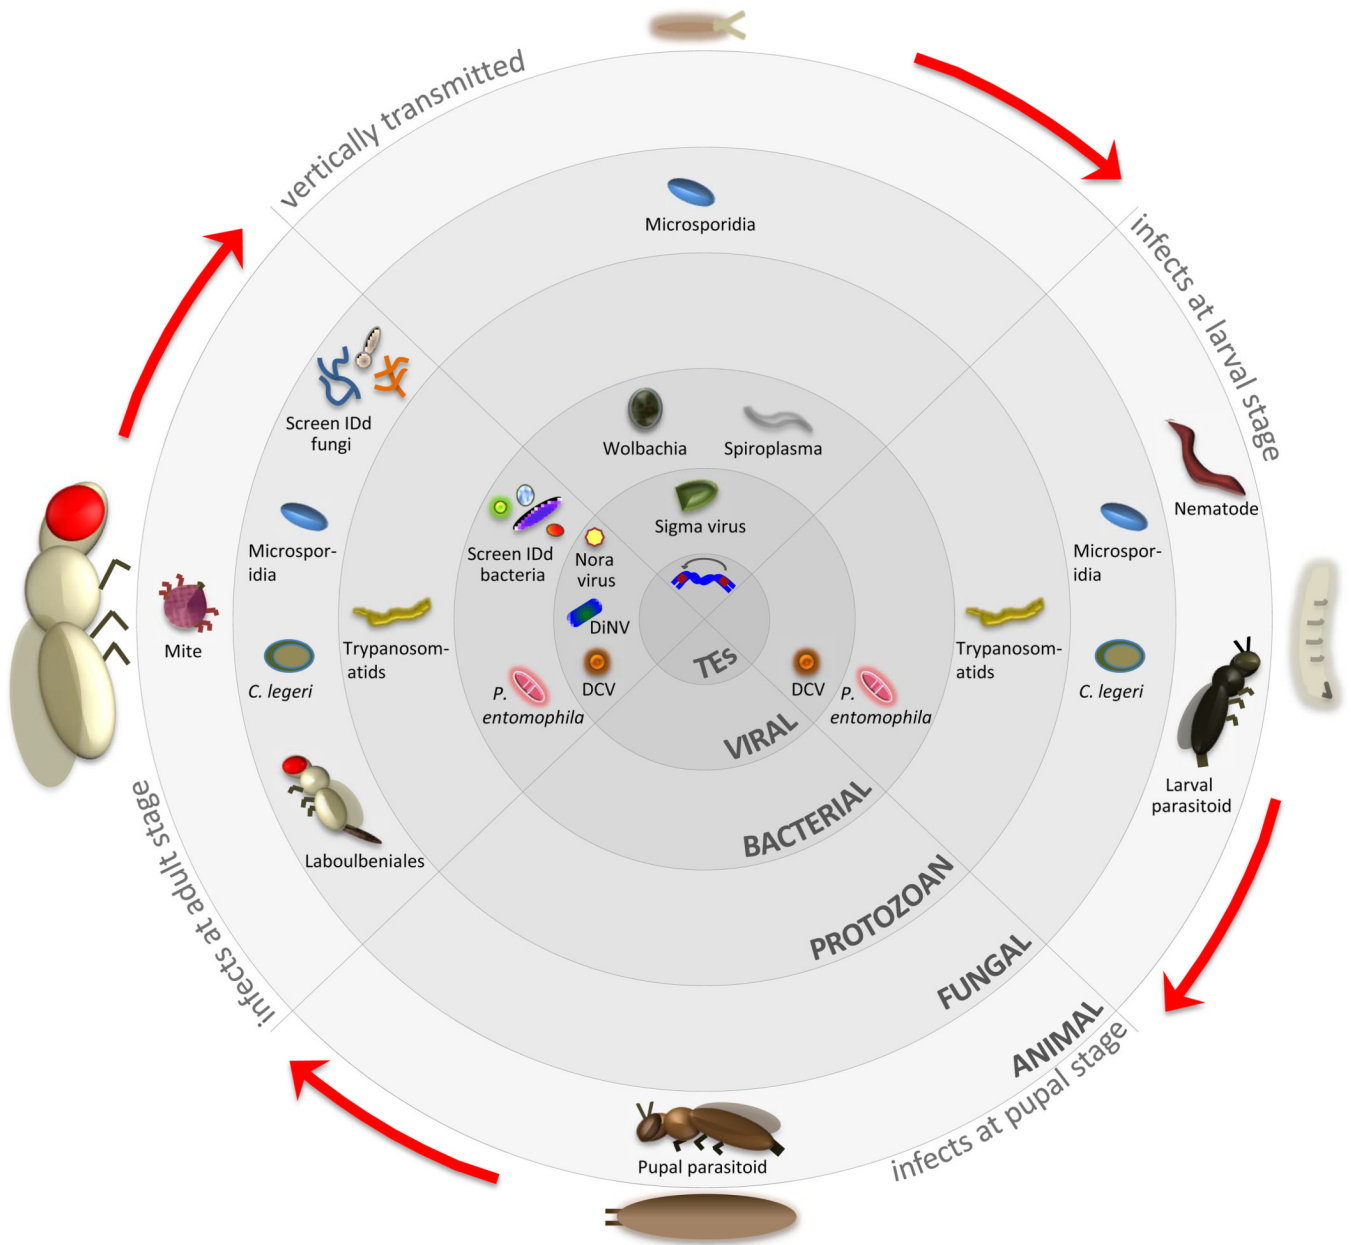 vertically transmitted
infects at larval stage
Microsporidia
Screen IDd
fungi
Wolbachia
Spiroplasma
Sigma virus
Nematode
Screen IDd
bacteria
Nora
virus
Microspor-
idia
Microspor-
idia
DiNV
Mite
Trypanosom-
atids
TEs
Trypanosom-
atids
C. legeri
P.
entomophila
DCV
DCV
P.
entomophila
C. legeri
VIRAL
Larval
parasitoid
BACTERIAL
Laboulbeniales
PROTOZOAN
FUNGAL
ANIMAL
infects at adult stage
infects at pupal stage
Pupal parasitoid